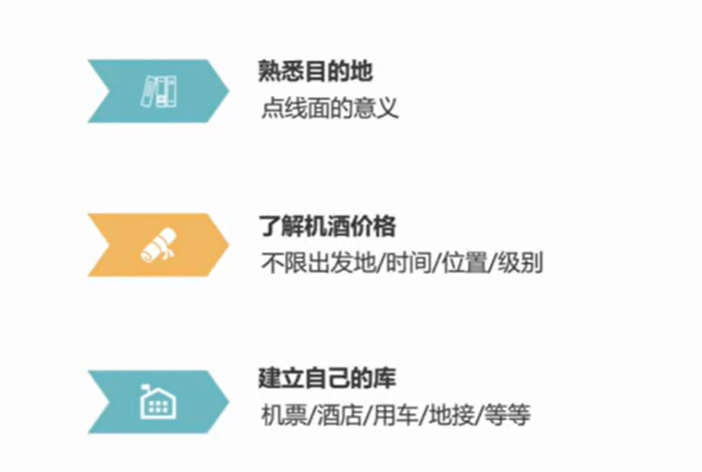 熟悉目的地
点线面的意义
了解机酒价格
不限出发地/时间/位置/级别
建立自己的库
机票/酒店/用车/地接/等等